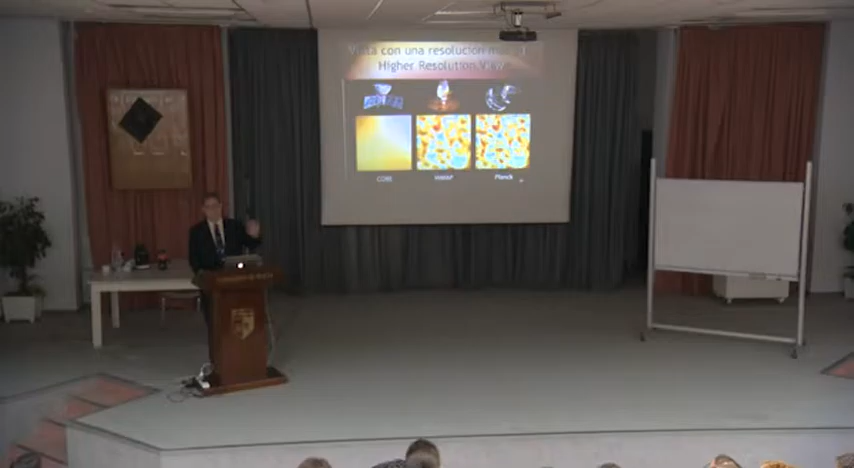 Vista con una resolución
Higher Resolution View
COBE
WMAP
Planck